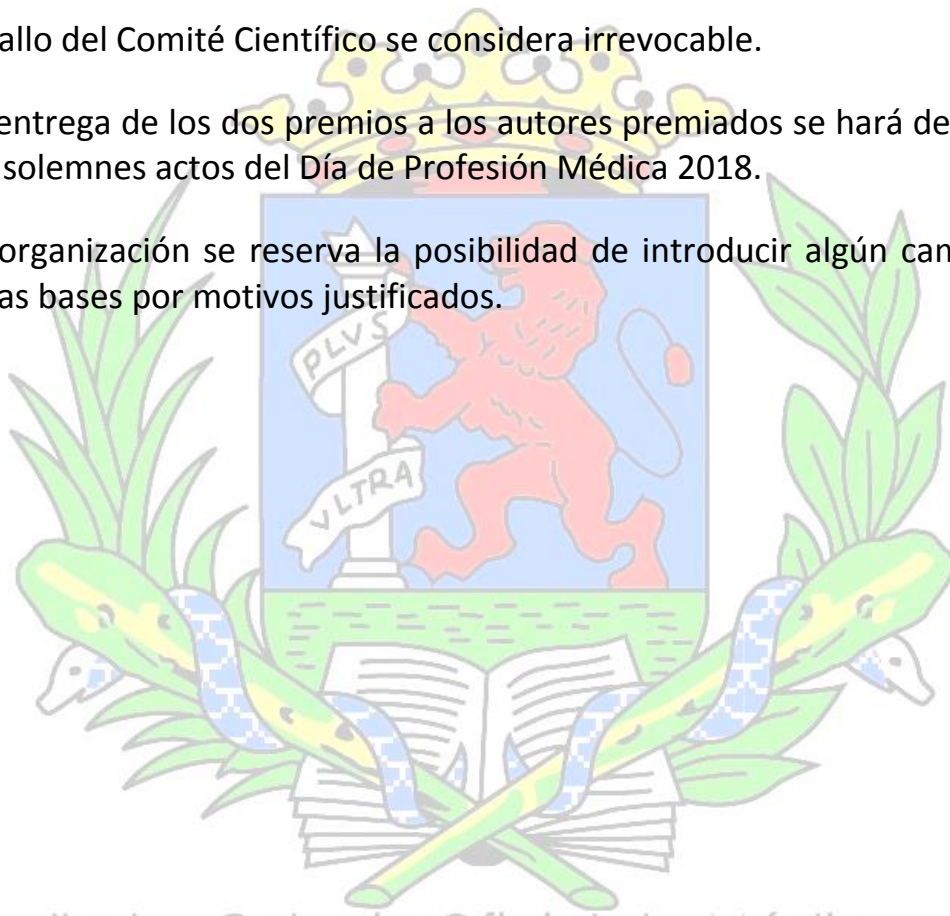 allo del Comité Científico se considera irrevocable.
entrega de los dos premios a los autores premiados se hará de
solemnes actos del Día de Profesión Médica 2018.
organización se reserva la posibilidad de introducir algún can
as bases por motivos justificados.
PLVS
VLTRA